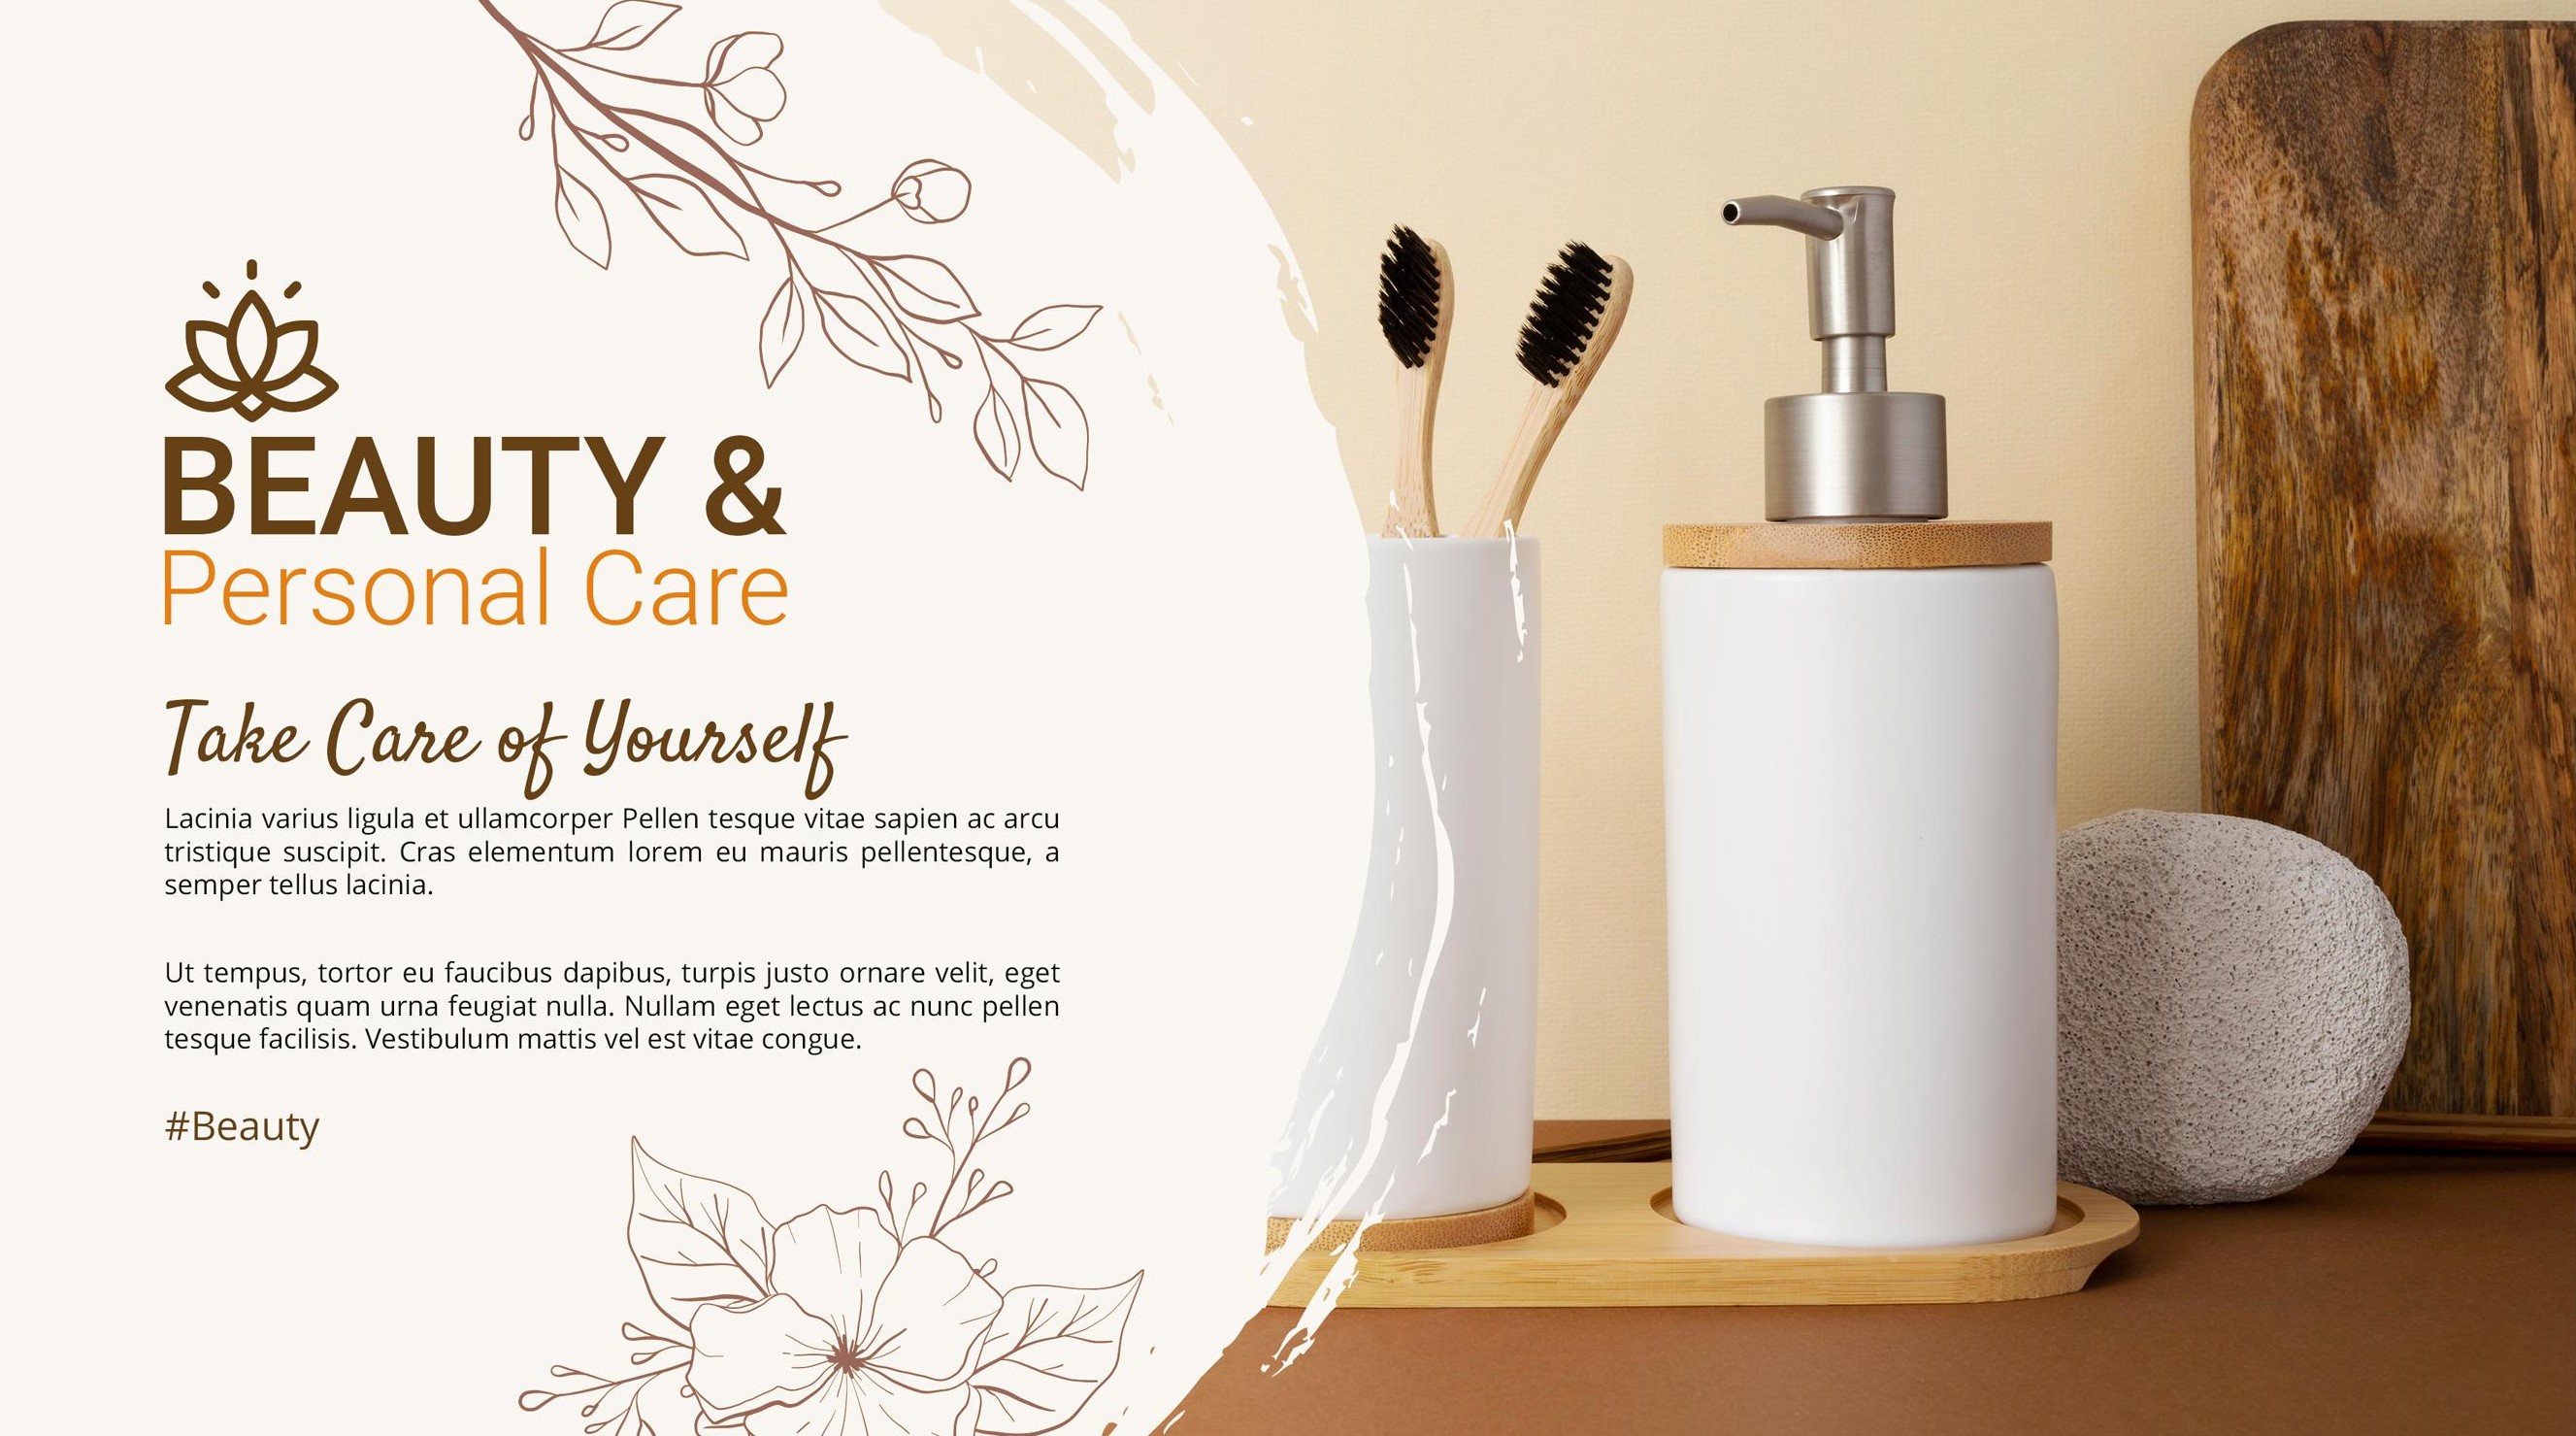 BEAUTY &
Personal Care
Take Care of Yourself
Lacinia varius ligula et ullamcorper Pellen tesque vitae sapien ac arcu
tristique suscipit. Cras elementum lorem eu mauris pellentesque, a
semper tellus lacinia.
Ut tempus, tortor eu faucibus dapibus, turpis justo ornare velit, eget
venenatis quam urna feugiat nulla. Nullam eget lectus ac nunc pellen
tesque facilisis. Vestibulum mattis vel est vitae congue.
#Beauty